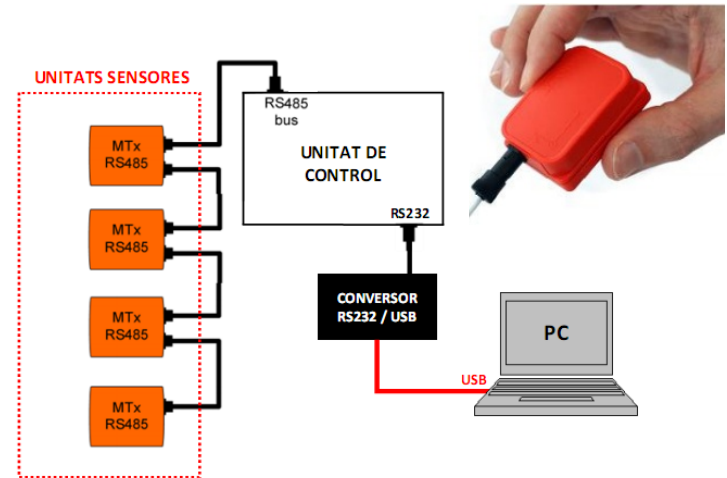 UNITATS SENSORES
RS485
bus
UNITAT DE
CONTROL
RS232
MTx
RS485
MTx
RS485
MTx
RS485
MTx
RS485
CONVERSOR
RS232 / USB
PC
USB